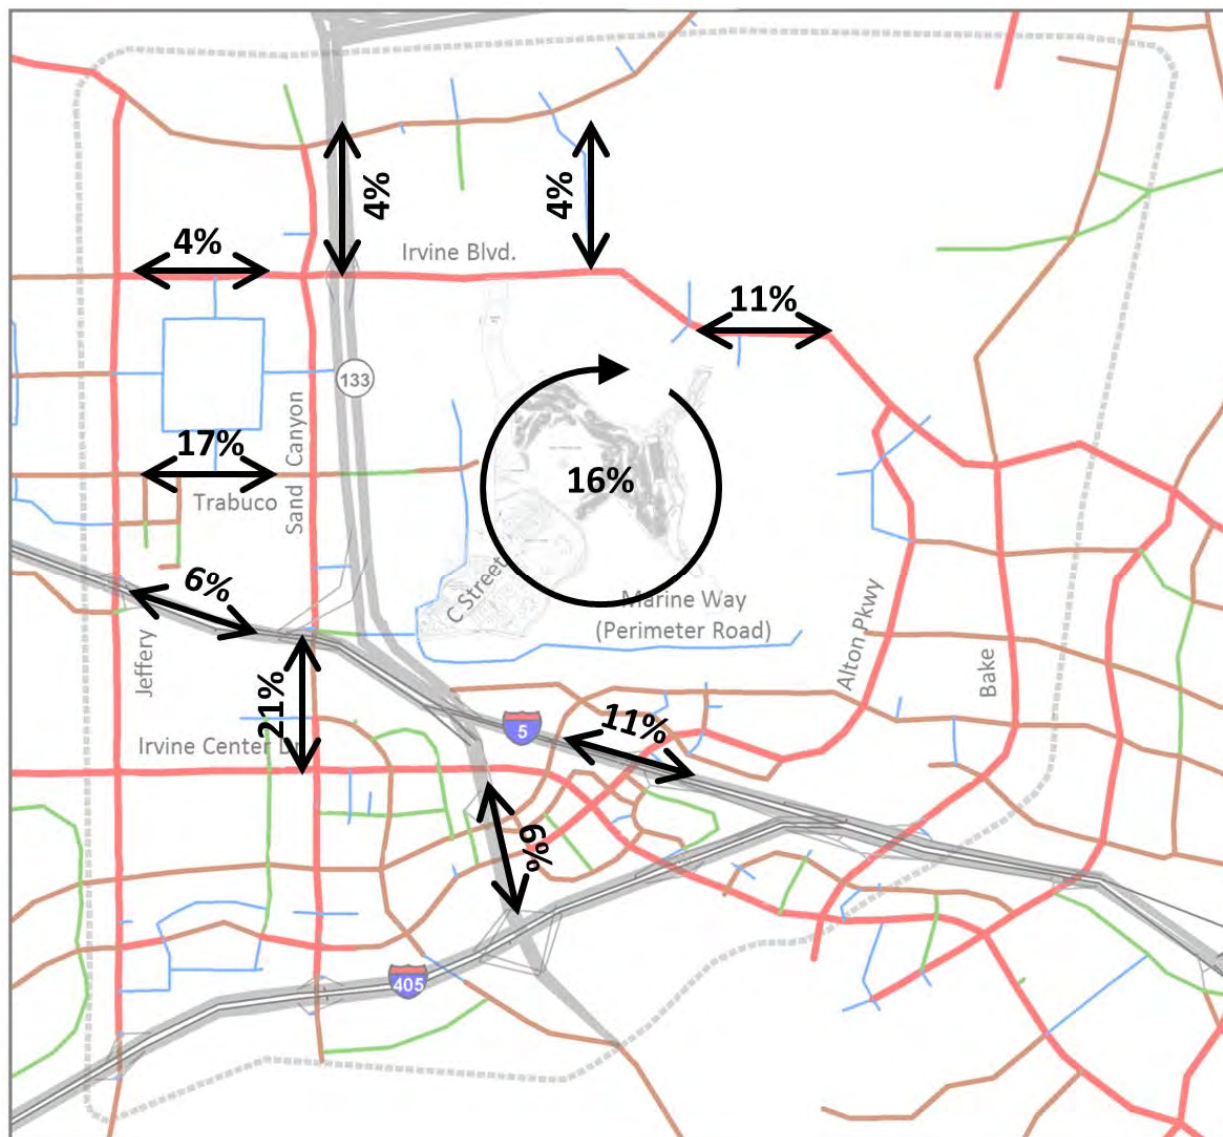 4%
4%
4%
Irvine Blvd.
11%
133
Sand Canyon
17%
Trabuco
16%
6%
C Street
Marine Way
(Perimeter Road)
Jeffery
Alton Pkwy
Bake
21%
Irvine Center Dr
5
11%
6%
405